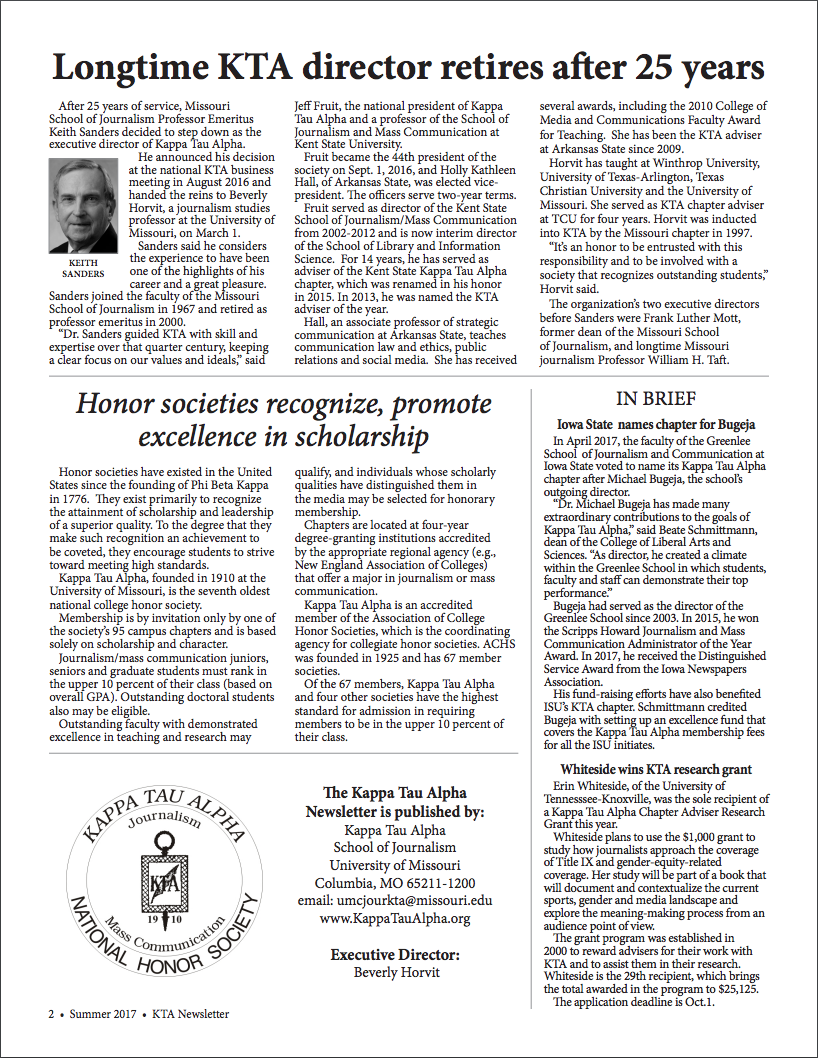 Longtime KTA director retires after 25 years
After 25 years of service, Missouri
School of Journalism Professor Emeritus
Keith Sanders decided to step down as the
executive director of Kappa Tau Alpha.
He announced his decision
at the national KTA business
meeting in August 2016 and
handed the reins to Beverly
Horvit, a journalism studies
professor at the University of
Missouri, on March 1.
Sanders said he considers
the experience to have been
one of the highlights of his
career and a great pleasure.
KEITH
SANDERS
Sanders joined the faculty of the Missouri
School of Journalism in 1967 and retired as
professor emeritus in 2000.
“Dr. Sanders guided KTA with skill and
expertise over that quarter century, keeping
a clear focus on our values and ideals,” said
Jeff Fruit, the national president of Kappa
Tau Alpha and a professor of the School of
Journalism and Mass Communication at
Kent State University.
Fruit became the 44th president of the
society on Sept. 1, 2016, and Holly Kathleen
Hall, of Arkansas State, was elected vice-
president. The officers serve two-year terms.
Fruit served as director of the Kent State
School of Journalism/Mass Communication
from 2002-2012 and is now interim director
of the School of Library and Information
Science. For 14 years, he has served as
adviser of the Kent State Kappa Tau Alpha
chapter, which was renamed in his honor
in 2015. In 2013, he was named the KTA
adviser of the year.
Hall, an associate professor of strategic
communication at Arkansas State, teaches
communication law and ethics, public
relations and social media. She has received
several awards, including the 2010 College of
Media and Communications Faculty Award
for Teaching. She has been the KTA adviser
at Arkansas State since 2009.
Horvit has taught at Winthrop University,
University of Texas-Arlington, Texas
Christian University and the University of
Missouri. She served as KTA chapter adviser
at TCU for four years. Horvit was inducted
into KTA by the Missouri chapter in 1997.
“It’s an honor to be entrusted with this
responsibility and to be involved with a
society that recognizes outstanding students,”
Horvit said.
The organization’s two executive directors
before Sanders were Frank Luther Mott,
former dean of the Missouri School
of Journalism, and longtime Missouri
journalism Professor William H. Taft.
Honor societies recognize, promote
excellence in scholarship
Honor societies have existed in the United
States since the founding of Phi Beta Kappa
in 1776. They exist primarily to recognize
the attainment of scholarship and leadership
of a superior quality. To the degree that they
make such recognition an achievement to
be coveted, they encourage students to strive
toward meeting high standards.
Kappa Tau Alpha, founded in 1910 at the
University of Missouri, is the seventh oldest
national college honor society.
Membership is by invitation only by one of
the society’s 95 campus chapters and is based
solely on scholarship and character.
Journalism/mass communication juniors,
seniors and graduate students must rank in
the upper 10 percent of their class (based on
overall GPA). Outstanding doctoral students
also may be eligible.
Outstanding faculty with demonstrated
excellence in teaching and research may
qualify, and individuals whose scholarly
qualities have distinguished them in
the media may be selected for honorary
membership.
Chapters are located at four-year
degree-granting institutions accredited
by the appropriate regional agency (e.g.,
New England Association of Colleges)
that offer a major in journalism or mass
communication.
Kappa Tau Alpha is an accredited
member of the Association of College
Honor Societies, which is the coordinating
agency for collegiate honor societies. ACHS
was founded in 1925 and has 67 member
societies.
Of the 67 members, Kappa Tau Alpha
and four other societies have the highest
standard for admission in requiring
members to be in the upper 10 percent of
their class.
IN BRIEF
Iowa State names chapter for Bugeja
In April 2017, the faculty of the Greenlee
School of Journalism and Communication at
Iowa State voted to name its Kappa Tau Alpha
chapter after Michael Bugeja, the school’s
outgoing director.
“Dr. Michael Bugeja has made many
extraordinary contributions to the goals of
Kappa Tau Alpha,” said Beate Schmittmann,
dean of the College of Liberal Arts and
Sciences. “As director, he created a climate
within the Greenlee School in which students,
faculty and staff can demonstrate their top
performance.”
Bugeja had served as the director of the
Greenlee School since 2003. In 2015, he won
the Scripps Howard Journalism and Mass
Communication Administrator of the Year
Award. In 2017, he received the Distinguished
Service Award from the Iowa Newspapers
Association.
His fund-raising efforts have also benefited
ISU’s KTA chapter. Schmittmann credited
Bugeja with setting up an excellence fund that
covers the Kappa Tau Alpha membership fees
for all the ISU initiates.
Whiteside wins KTA research grant
Erin Whiteside, of the University of
Tennesssee-Knoxville, was the sole recipient of
a Kappa Tau Alpha Chapter Adviser Research
Grant this year.
Whiteside plans to use the $1,000 grant to
study how journalists approach the coverage
of Title IX and gender-equity-related
coverage. Her study will be part of a book that
will document and contextualize the current
sports, gender and media landscape and
explore the meaning-making process from an
audience point of view.
The grant program was established in
2000 to reward advisers for their work with
KTA and to assist them in their research.
Whiteside is the 29th recipient, which brings
the total awarded in the program to $25,125.
The application deadline is Oct.1.
KAPPA TAU ALPHA
Journalism
KTA
19 10
Mass Communication
NATIONAL HONOR SOCIETY
The Kappa Tau Alpha
Newsletter is published by:
Kappa Tau Alpha
School of Journalism
University of Missouri
Columbia, MO 65211-1200
email: umcjourkta@missouri.edu
www.KappaTauAlpha.org
Executive Director:
Beverly Horvit
2 • Summer 2017 • KTA Newsletter